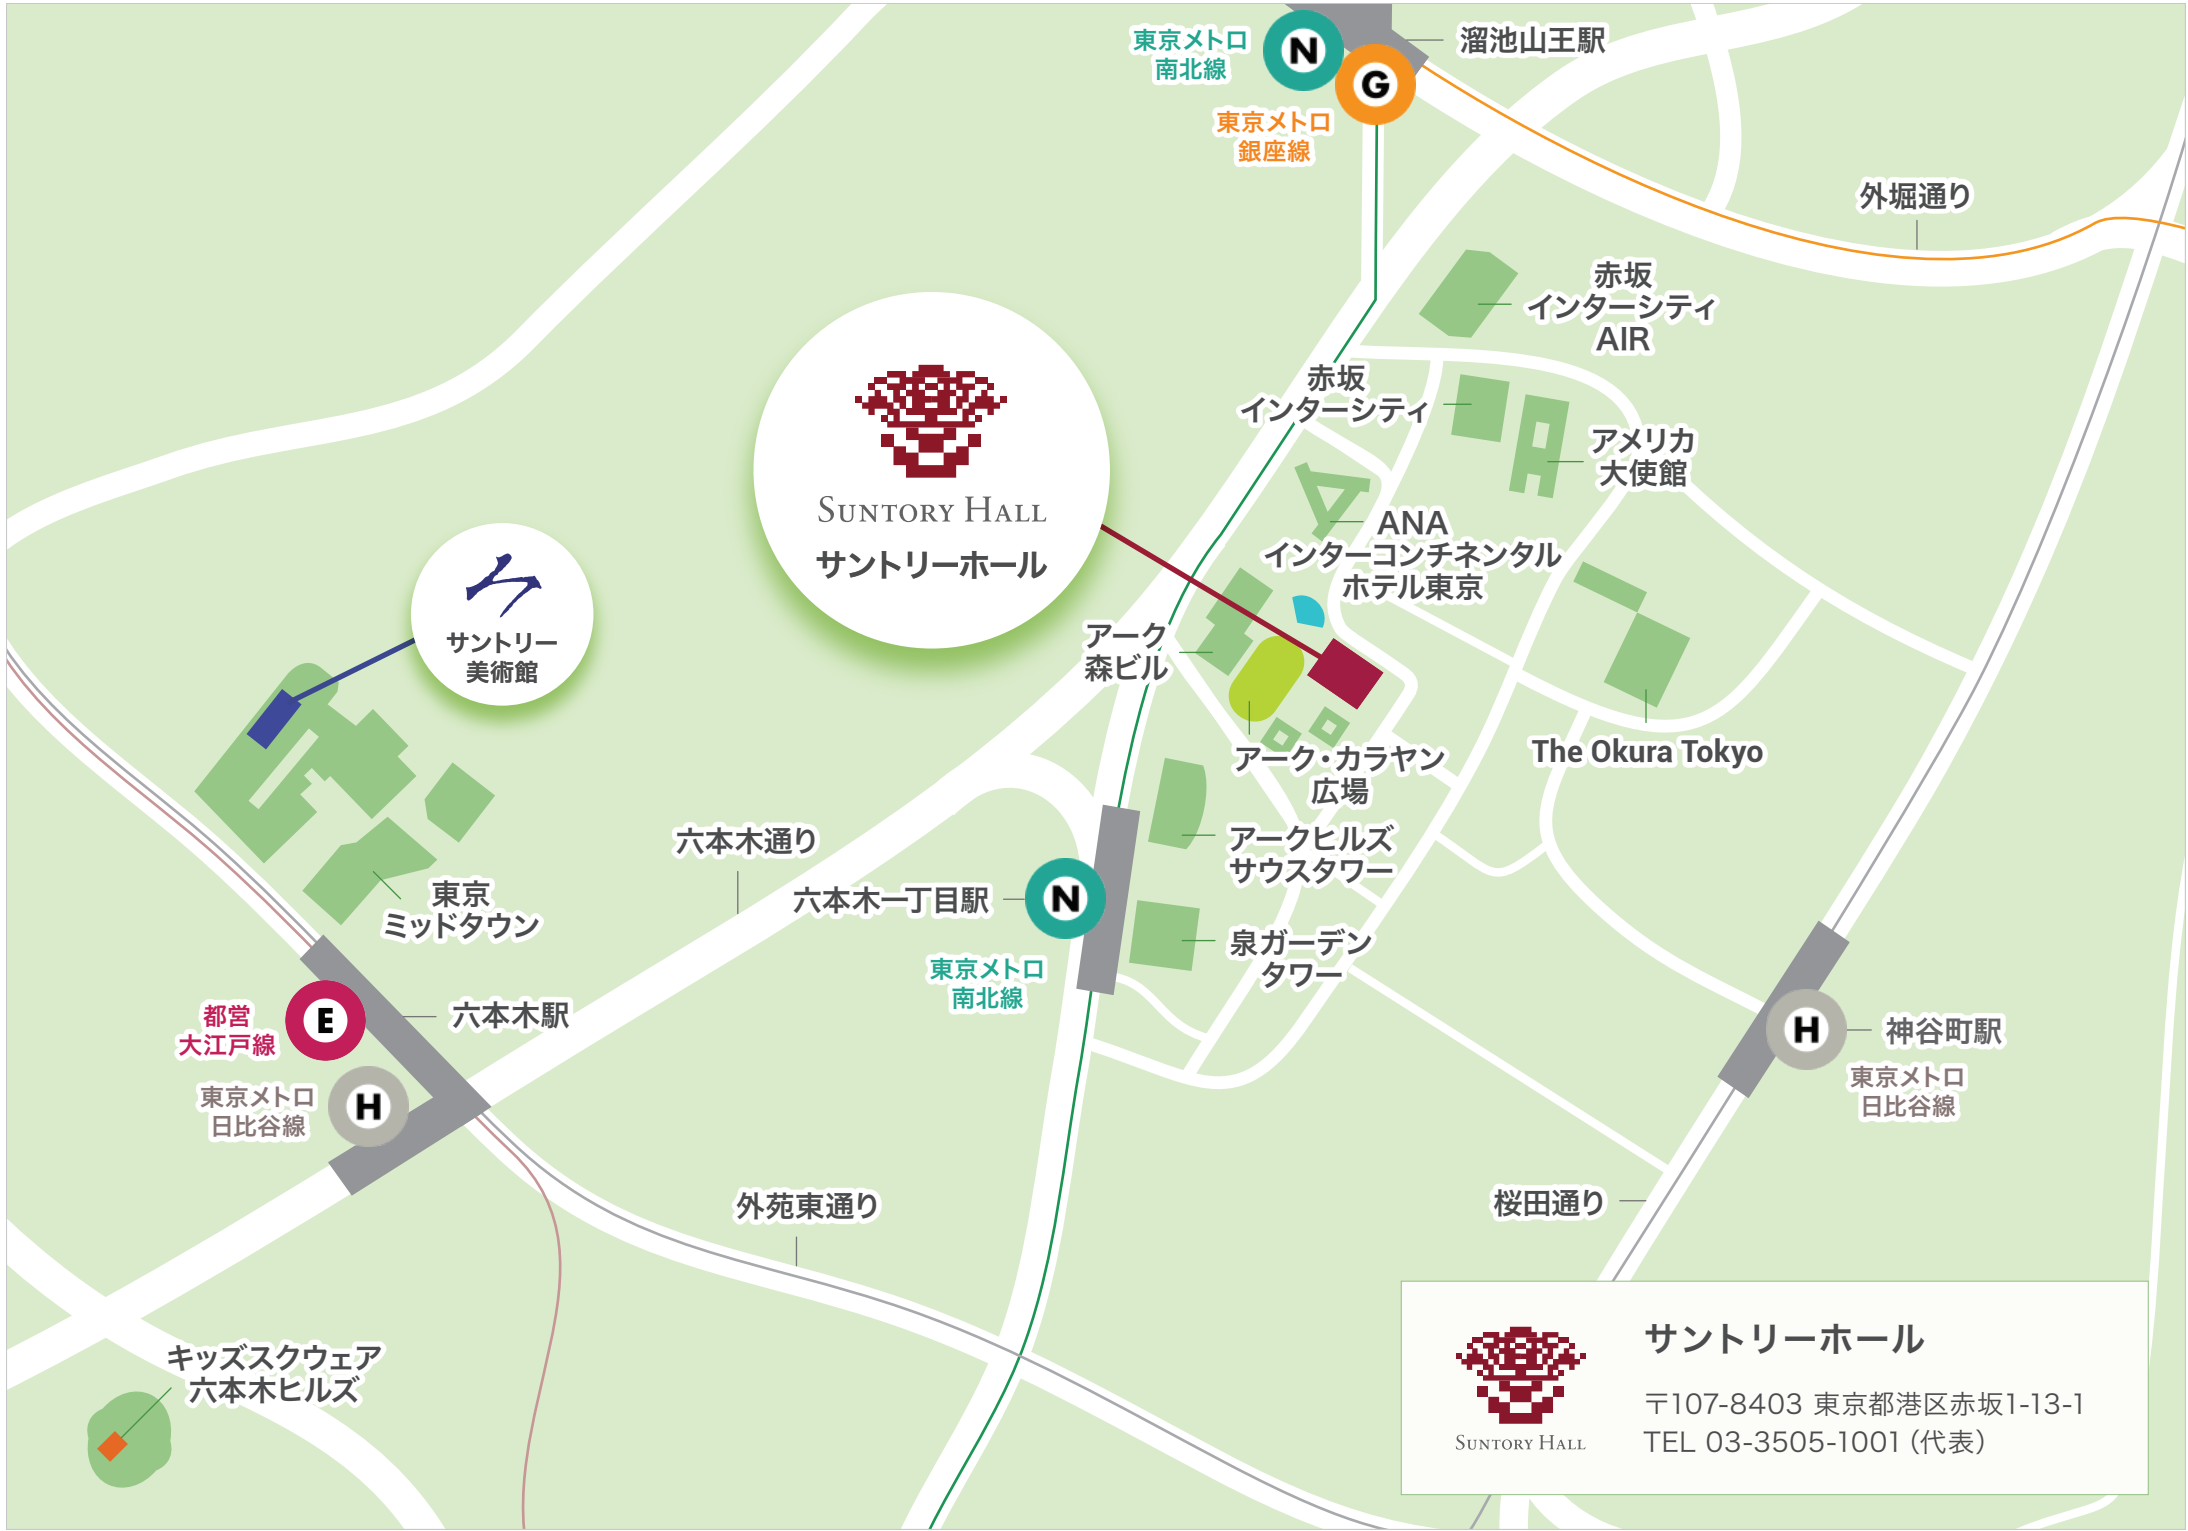 東京メトロ
南北線
N
G
溜池山王駅
東京メトロ
銀座線
外堀通り
赤坂
インターシティ
AIR
赤坂
インターシティ
アメリカ
大使館
SUNTORY HALL
サントリーホール
ANA
インターコンチネンタル
ホテル東京
サントリー
美術館
アーク
森ビル
アーク・カラヤン
広場
The Okura Tokyo
六本木通り
アークヒルズ
サウスタワー
六本木一丁目駅
N
東京メトロ
南北線
泉ガーデン
タワー
東京
ミッドタウン
都営
大江戸線
E
六本木駅
東京メトロ
日比谷線
H
H
神谷町駅
東京メトロ
日比谷線
外苑東通り
桜田通り
キッズスクウェア
六本木ヒルズ
SUNTORY HALL
サントリーホール
〒107-8403 東京都港区赤坂1-13-1
TEL 03-3505-1001（代表）